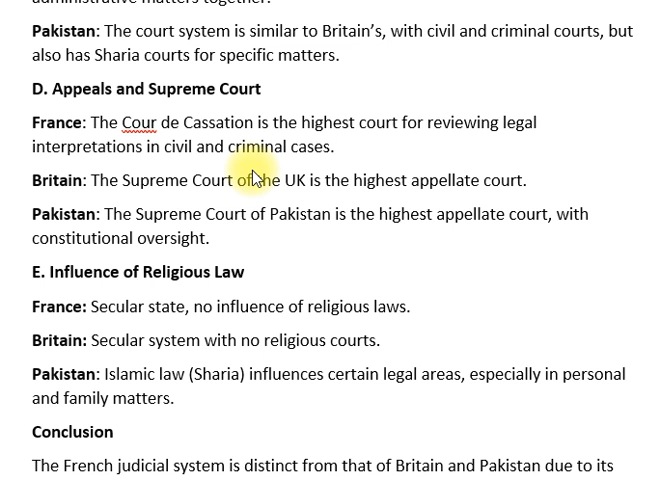 administrative matters together.
Pakistan: The court system is similar to Britain’s, with civil and criminal courts, but
also has Sharia courts for specific matters.
D. Appeals and Supreme Court
France: The Cour de Cassation is the highest court for reviewing legal
interpretations in civil and criminal cases.
Britain: The Supreme Court of the UK is the highest appellate court.
Pakistan: The Supreme Court of Pakistan is the highest appellate court, with
constitutional oversight.
E. Influence of Religious Law
France: Secular state, no influence of religious laws.
Britain: Secular system with no religious courts.
Pakistan: Islamic law (Sharia) influences certain legal areas, especially in personal
and family matters.
Conclusion
The French judicial system is distinct from that of Britain and Pakistan due to its